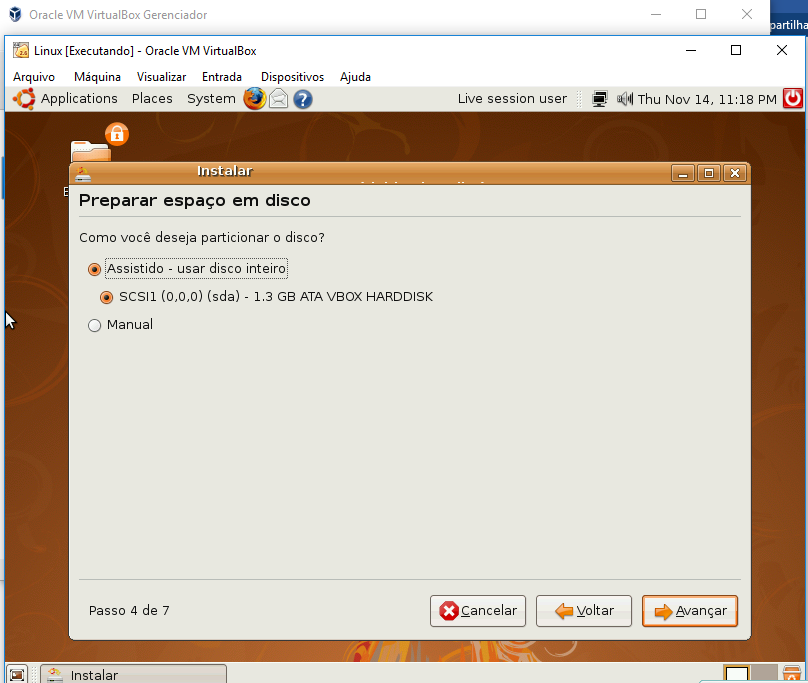 Oracle VM VirtualBox Gerenciador
partilha
Linux [Executando] - Oracle VM VirtualBox
Arquivo Máquina Visualizar Entrada Dispositivos Ajuda
Applications Places System Live session user Thu Nov 14, 11:18 PM
Instalar
Preparar espaço em disco
Como você deseja particionar o disco?
Assistido - usar disco inteiro
SCSI1 (0,0,0) (sda) - 1.3 GB ATA VBOX HARDDISK
Manual
Passo 4 de 7 Cancelar Voltar Avançar
Instalar